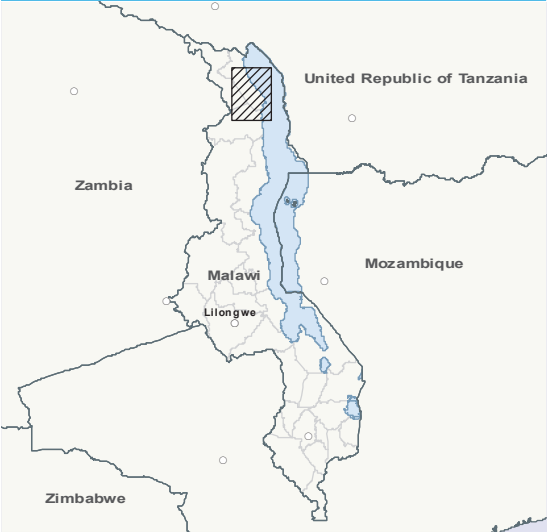 United Republic of Tanzania
Zambia
Mozambique
Malawi
Lilongwe
Zimbabwe